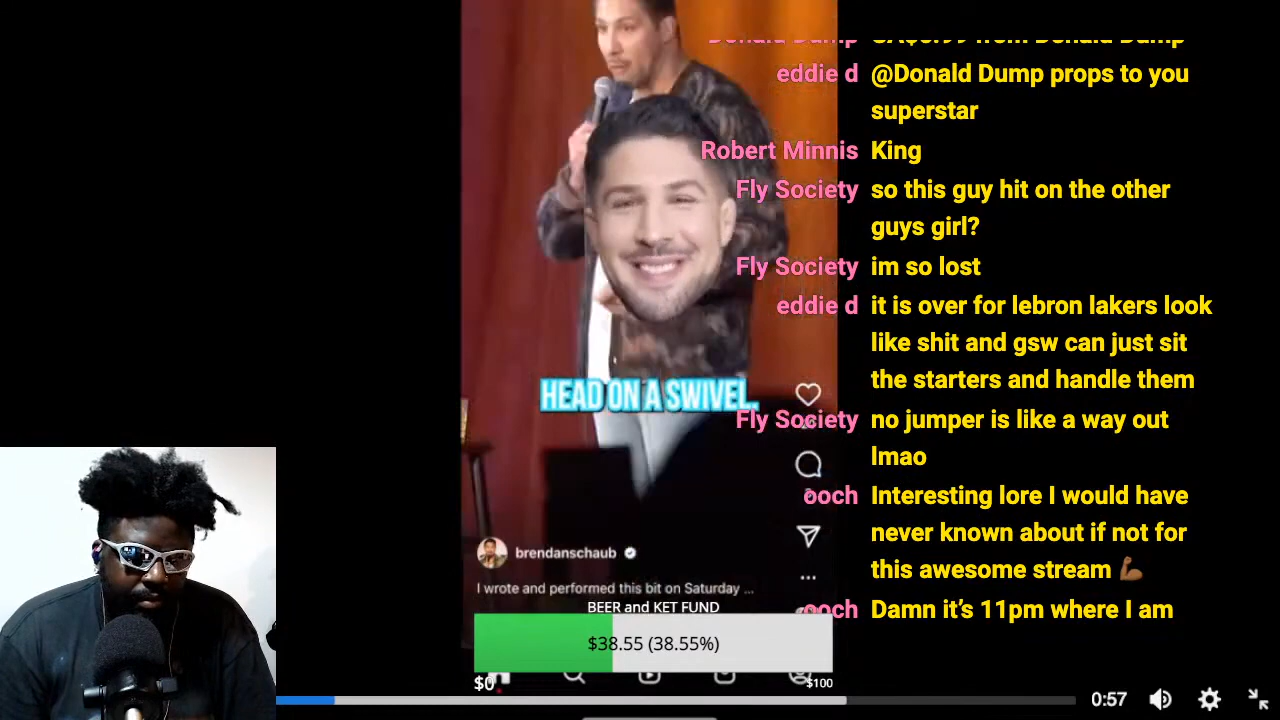 eddie d @Donald Dump props to you
superstar
Robert Minnis King
Fly Society so this guy hit on the other
guys girl?
Fly Society im so lost
eddie d it is over for lebron lakers look
like shit and gsw can just sit
the starters and handle them
HEAD ON A SWIVEL.
Fly Society no jumper is like a way out
lmao
ooch Interesting lore I would have
never known about if not for
this awesome stream 💪🏾
brendanschaub
I wrote and performed this bit on Saturday ...
BEER and KET FUND
ooch Damn it’s 11pm where I am
$38.55 (38.55%)
$0
$100
0:57